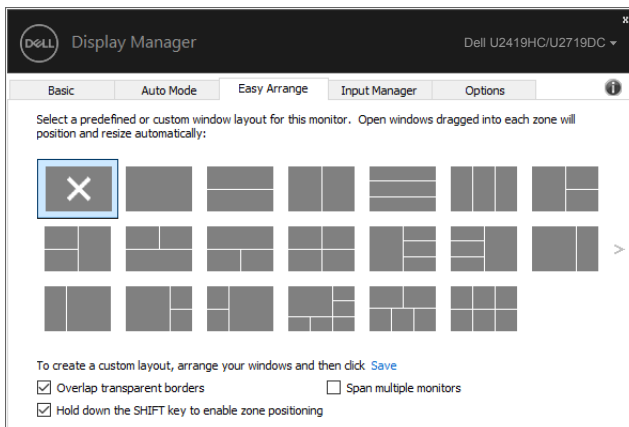 x
DELL Display Manager Dell U2419HC/U2719DC
Basic Auto Mode Easy Arrange Input Manager Options
Select a predefined or custom window layout for this monitor. Open windows dragged into each zone will
position and resize automatically:
To create a custom layout, arrange your windows and then click Save
Overlap transparent borders Span multiple monitors
Hold down the SHIFT key to enable zone positioning